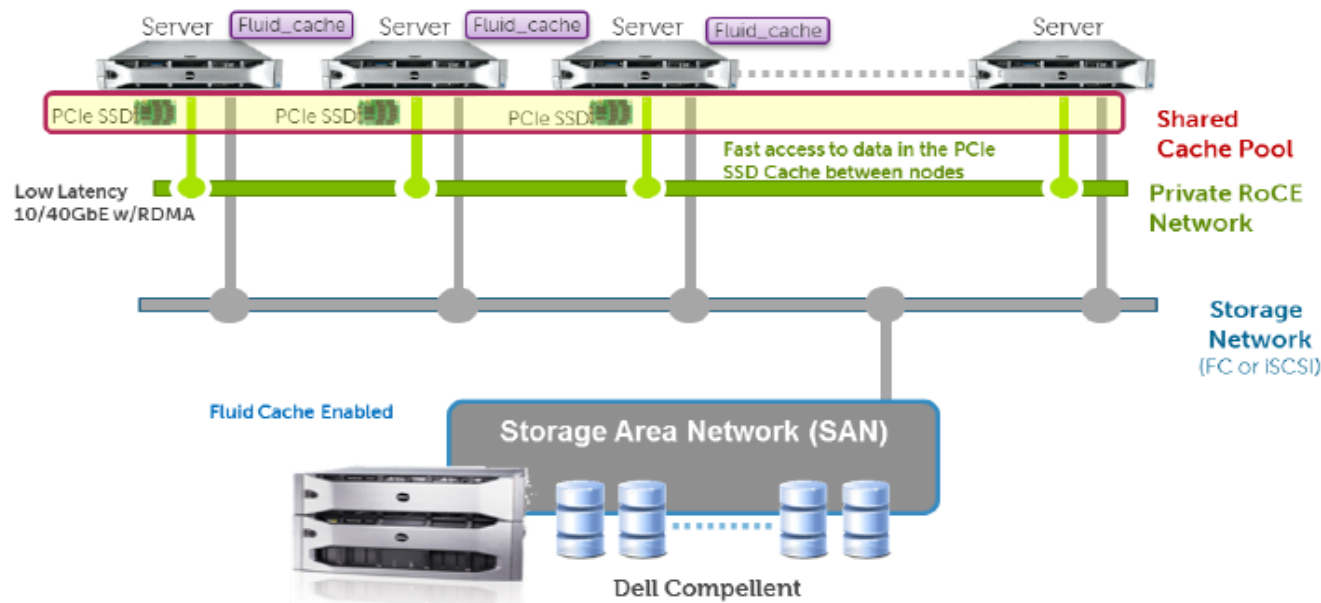 Server Fluid_cache Server Fluid_cache Server Fluid_cache Server
PCIe SSD PCIe SSD PCIe SSD
Shared
Cache Pool
Fast access to data in the PCIe
SSD Cache between nodes
Low Latency
10/40GbE w/RDMA
Private RoCE
Network
Storage
Network
(FC or iSCSI)
Fluid Cache Enabled
Storage Area Network (SAN)
Dell Compellent